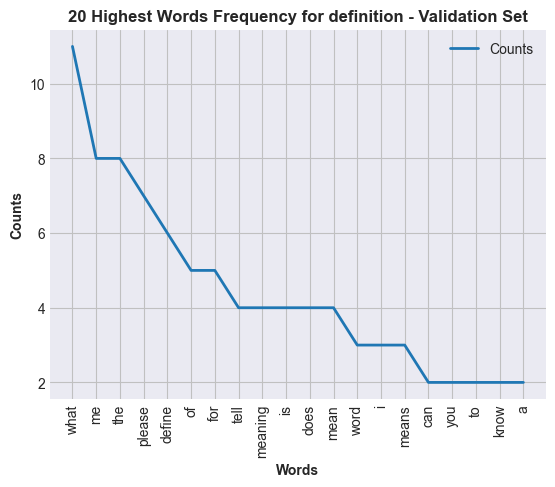 20 Highest Words Frequency for definition - Validation Set
Counts
Counts
10
8
6
4
2
what
me
the
please
define
of
for
tell
meaning
is
does
mean
word
i
means
can
you
to
know
a
Words